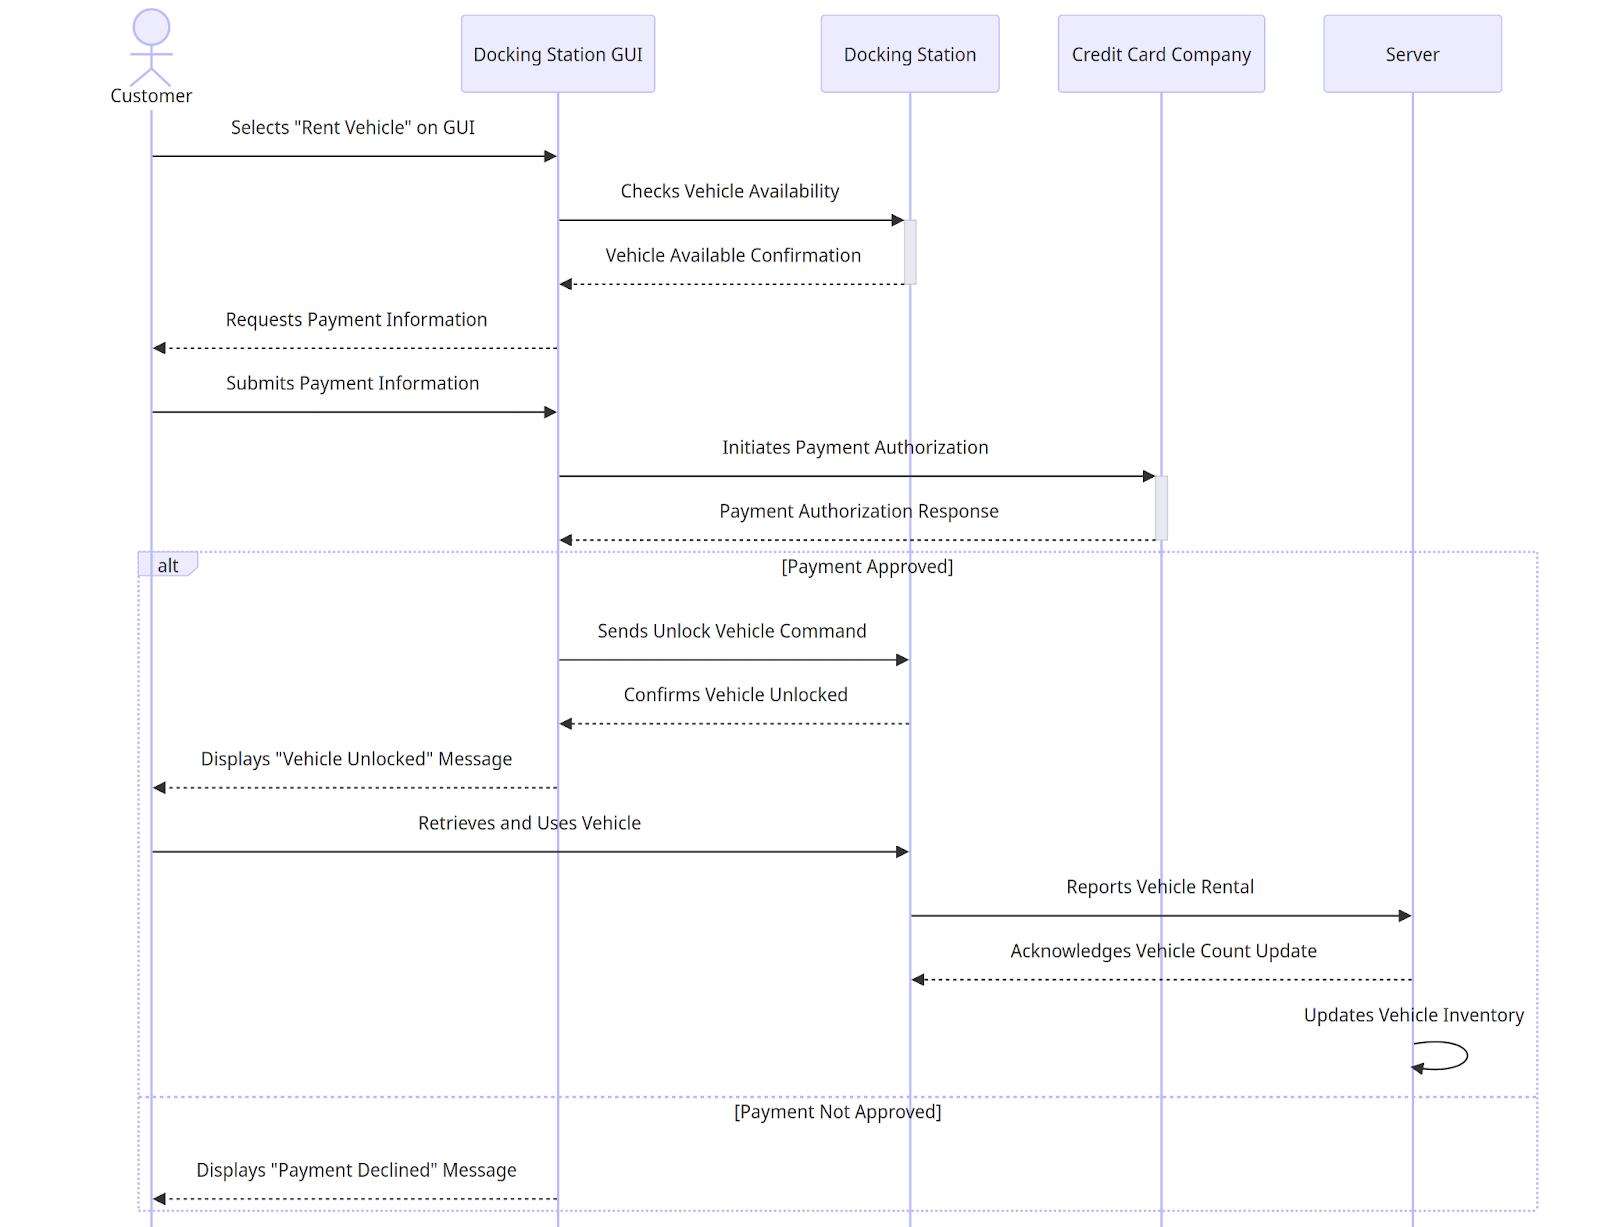 Customer
Docking Station GUI
Docking Station
Credit Card Company
Server
Selects "Rent Vehicle" on GUI
Checks Vehicle Availability
Vehicle Available Confirmation
Requests Payment Information
Submits Payment Information
Initiates Payment Authorization
Payment Authorization Response
alt
[Payment Approved]
Sends Unlock Vehicle Command
Confirms Vehicle Unlocked
Displays "Vehicle Unlocked" Message
Retrieves and Uses Vehicle
Reports Vehicle Rental
Acknowledges Vehicle Count Update
Updates Vehicle Inventory
[Payment Not Approved]
Displays "Payment Declined" Message